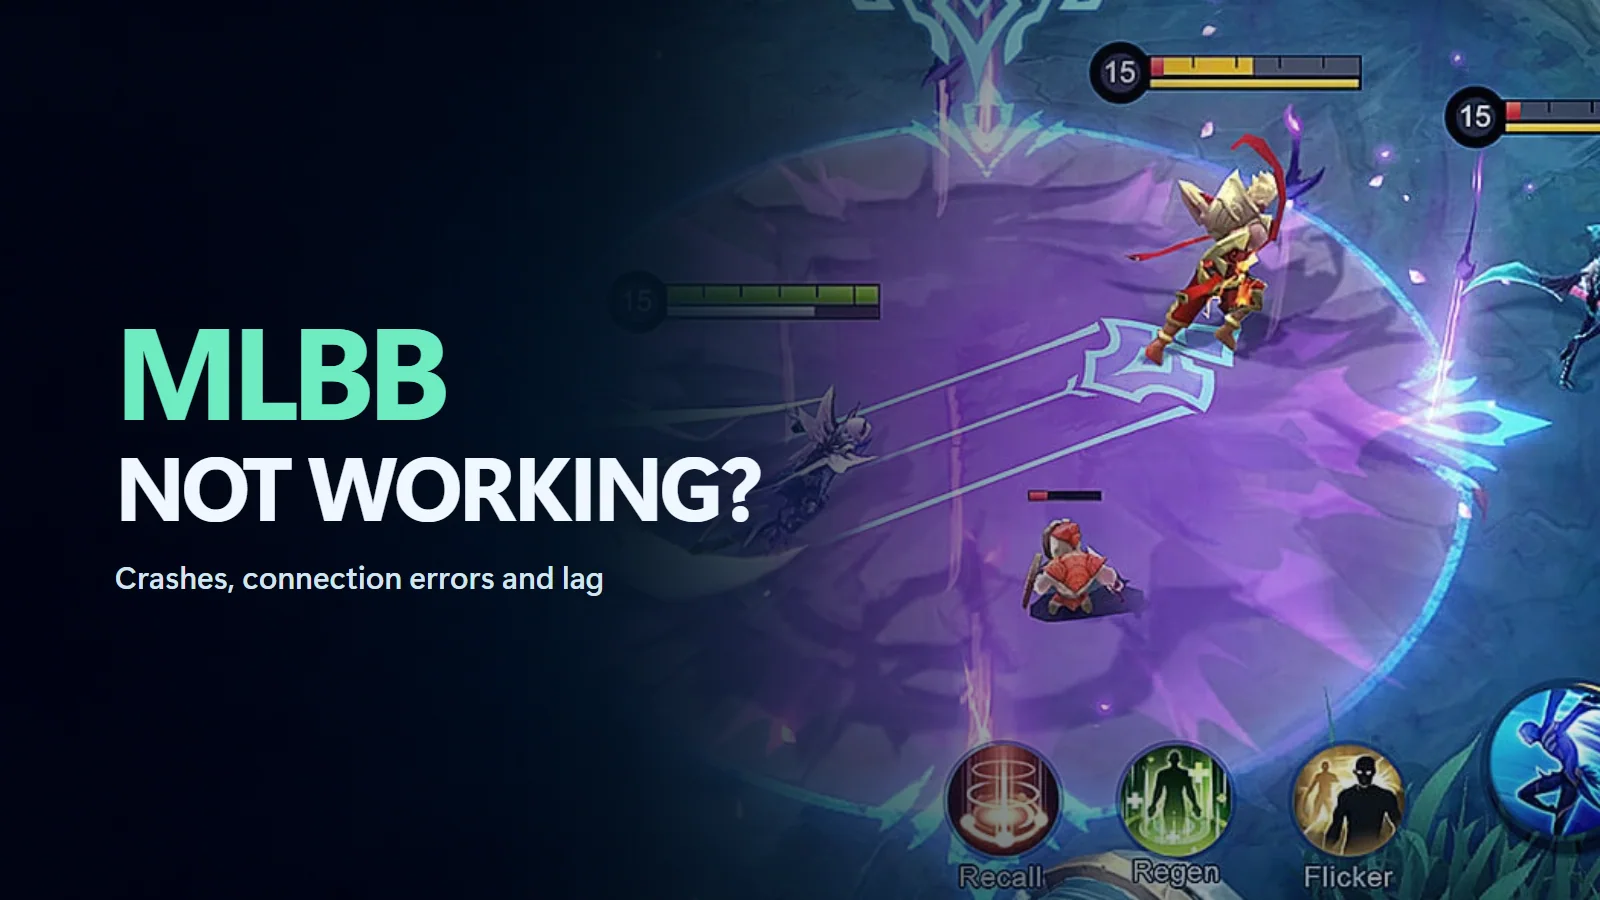 MLBB
NOT WORKING?
Crashes, connection errors and lag
15
15
15
Recall
Regen
Flicker